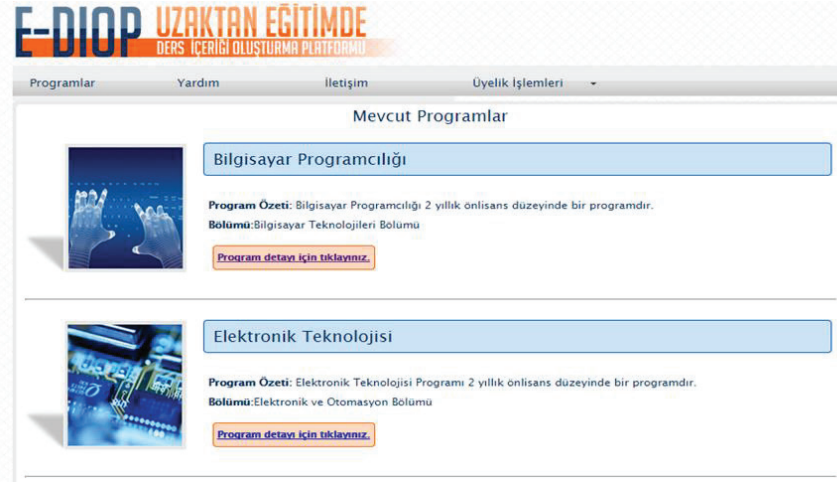 E-DIOP UZAKTAN EĞİTİMDE
DERS İÇERİĞİ OLUŞTURMA PLATFORMU
Programlar Yardım İletişim Üyelik İşlemleri
Mevcut Programlar
Bilgisayar Programcılığı
Program Özeti: Bilgisayar Programcılığı 2 yıllık önlisans düzeyinde bir programdır.
Bölümü:Bilgisayar Teknolojileri Bölümü
Program detayı için tıklayınız.
Elektronik Teknolojisi
Program Özeti: Elektronik Teknolojisi Programı 2 yıllık önlisans düzeyinde bir programdır.
Bölümü:Elektronik ve Otomasyon Bölümü
Program detayı için tıklayınız.